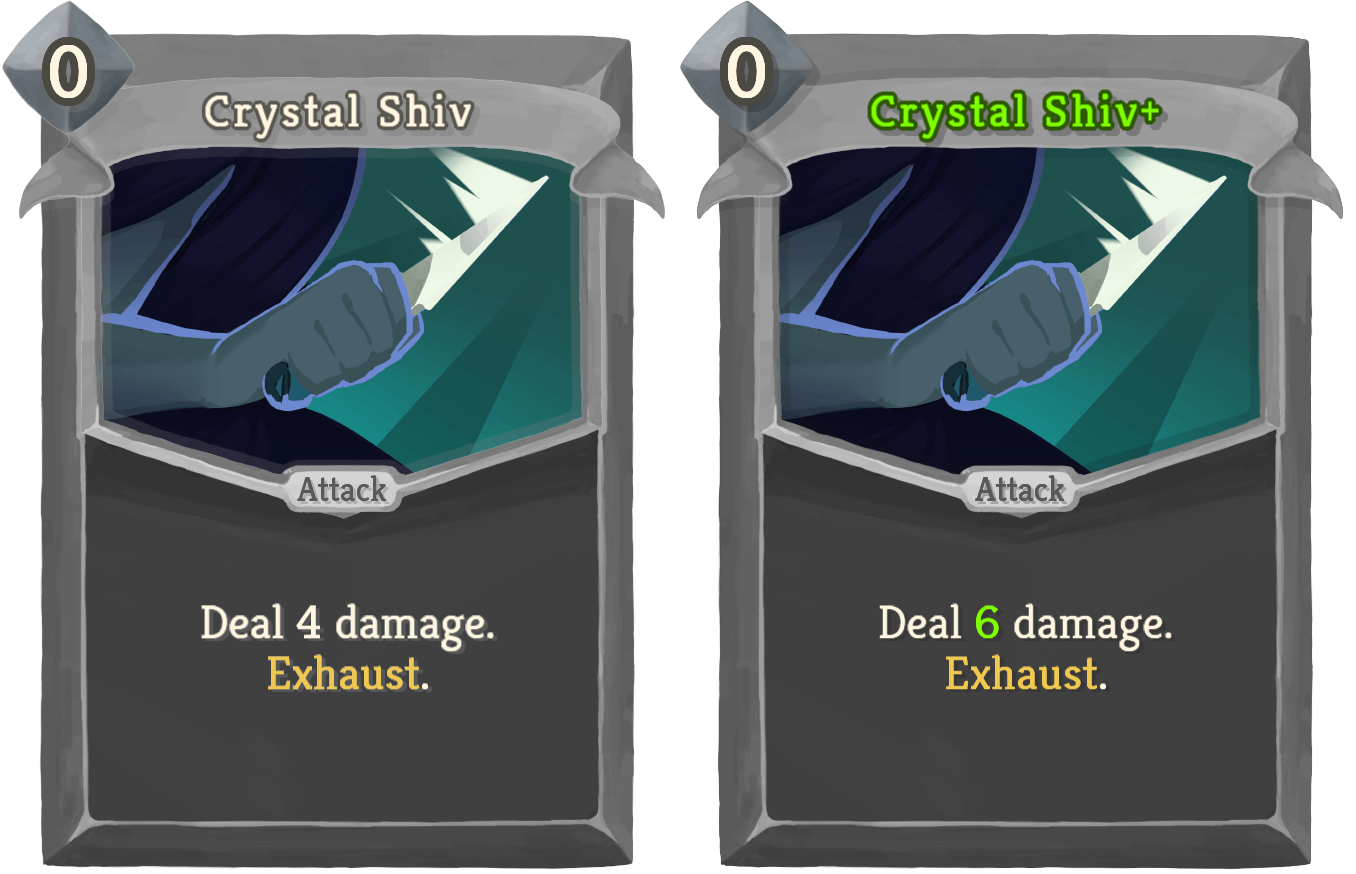 0
Crystal Shiv
Attack
Deal 4 damage.
Exhaust.
0
Crystal Shiv+
Attack
Deal 6 damage.
Exhaust.